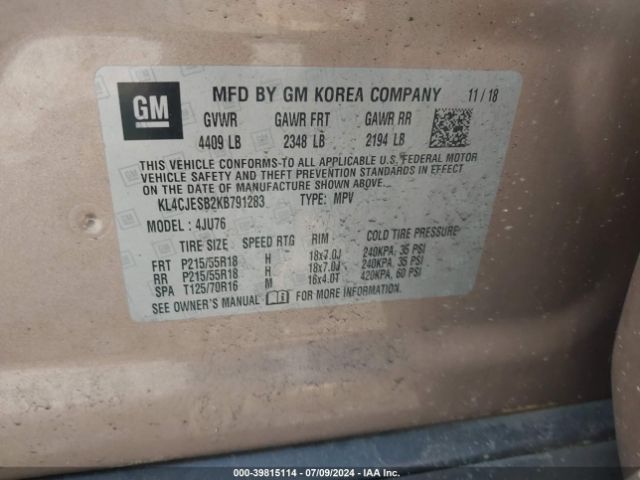 GM
MFD BY GM KOREA COMPANY 11/18
GVWR GAWR FRT GAWR RR
4409 LB 2348 LB 2194 LB
THIS VEHICLE CONFORMS TO ALL APPLICABLE U.S. FEDERAL MOTOR
VEHICLE SAFETY AND THEFT PREVENTION STANDARDS IN EFFECT
ON THE DATE OF MANUFACTURE SHOWN ABOVE.
KL4CJESB2KB791283 TYPE: MPV
MODEL: 4JU76
TIRE SIZE SPEED RTG RIM COLD TIRE PRESSURE
FRT P215/55R18 H 18x7.0J 240KPA, 35 PSI
RR P215/55R18 H 18x7.0J 240KPA, 35 PSI
SPA T125/70R16 M 16x4.0T 420KPA, 60 PSI
SEE OWNER'S MANUAL FOR MORE INFORMATION.
000-39815114 | 07/09/2024 | IAA Inc.